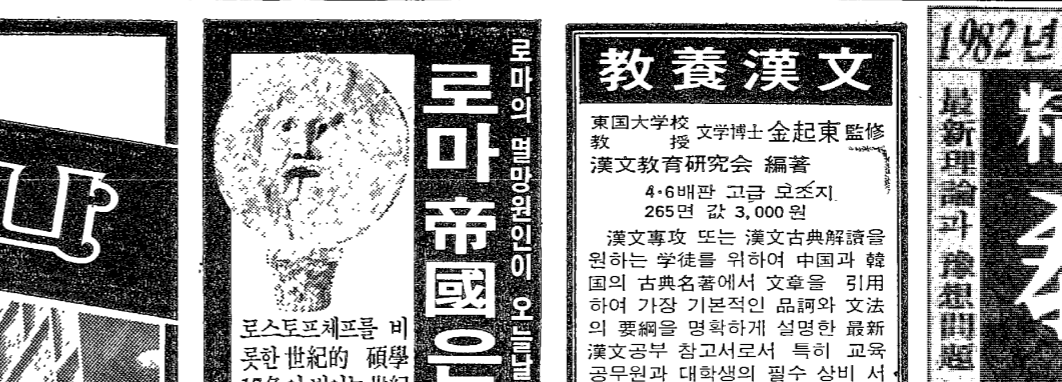 로마의 멸망원인이 오늘날
로마帝國은
로스토프체프를 비
롯한 世紀的 碩學
教養漢文
東国大学校
教 授
文学博士 金起東 監修
漢文教育研究会 編著
4·6배판 고급 모조지
265면 값 3,000원
漢文專攻 또는 漢文古典解讀을
원하는 学徒를 위하여 中国과 韓
国의 古典名著에서 文章을 引用
하여 가장 기본적인 品詞와 文法
의 要綱을 명확하게 설명한 最新
漢文공부 참고서로서 특히 교육
공무원과 대학생의 필수 상비 서
1982년
最新理論과 豫想問題